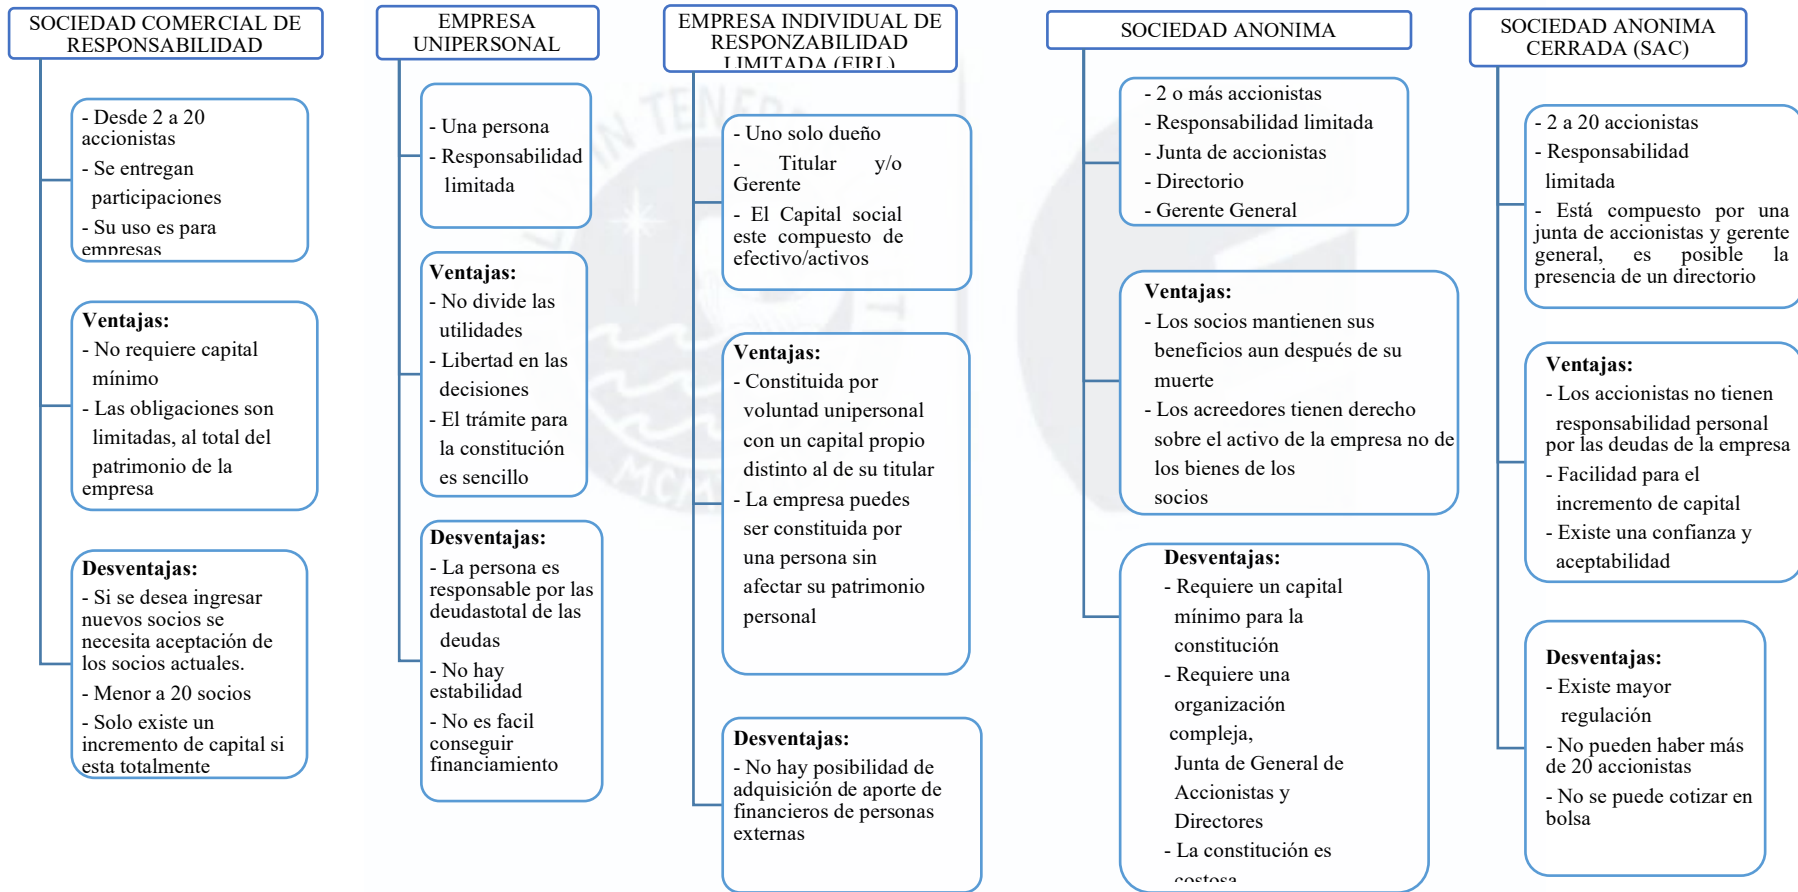 SOCIEDAD COMERCIAL DE
RESPONSABILIDAD
- Desde 2 a 20
accionistas
- Se entregan
participaciones
- Su uso es para
empresas
Ventajas:
- No requiere capital
mínimo
- Las obligaciones son
limitadas, al total del
patrimonio de la
empresa
Desventajas:
- Si se desea ingresar
nuevos socios se
necesita aceptación de
los socios actuales.
- Menor a 20 socios
- Solo existe un
incremento de capital si
esta totalmente
EMPRESA
UNIPERSONAL
- Una persona
- Responsabilidad
limitada
Ventajas:
- No divide las
utilidades
- Libertad en las
decisiones
- El trámite para
la constitución
es sencillo
Desventajas:
- La persona es
responsable por las
deudastotal de las
deudas
- No hay
estabilidad
- No es facil
conseguir
financiamiento
EMPRESA INDIVIDUAL DE
RESPONZABILIDAD
LIMITADA (EIRL)
- Uno solo dueño
- Titular y/o
Gerente
- El Capital social
este compuesto de
efectivo/activos
Ventajas:
- Constituida por
voluntad unipersonal
con un capital propio
distinto al de su titular
- La empresa puedes
ser constituida por
una persona sin
afectar su patrimonio
personal
Desventajas:
- No hay posibilidad de
adquisición de aporte de
financieros de personas
externas
SOCIEDAD ANONIMA
- 2 o más accionistas
- Responsabilidad limitada
- Junta de accionistas
- Directorio
- Gerente General
Ventajas:
- Los socios mantienen sus
beneficios aun después de su
muerte
- Los acreedores tienen derecho
sobre el activo de la empresa no de
los bienes de los
socios
Desventajas:
- Requiere un capital
mínimo para la
constitución
- Requiere una
organización
compleja,
Junta de General de
Accionistas y
Directores
- La constitución es
costosa
SOCIEDAD ANONIMA
CERRADA (SAC)
- 2 a 20 accionistas
- Responsabilidad
limitada
- Está compuesto por una
junta de accionistas y gerente
general, es posible la
presencia de un directorio
Ventajas:
- Los accionistas no tienen
responsabilidad personal
por las deudas de la empresa
- Facilidad para el
incremento de capital
- Existe una confianza y
aceptabilidad
Desventajas:
- Existe mayor
regulación
- No pueden haber más
de 20 accionistas
- No se puede cotizar en
bolsa